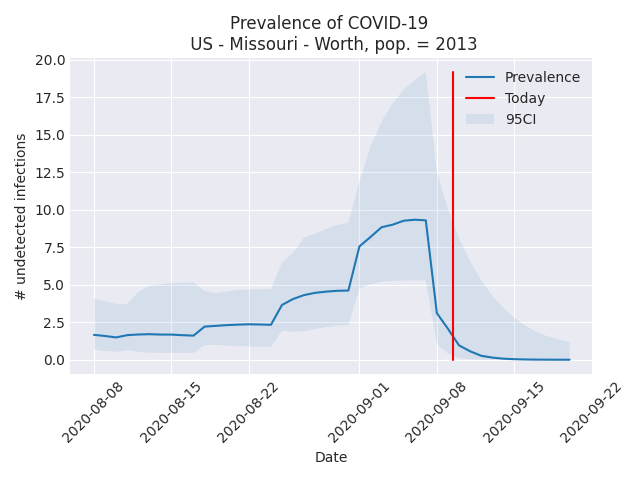 Prevalence of COVID-19
US - Missouri - Worth, pop. = 2013
# undetected infections
20.0
17.5
15.0
12.5
10.0
7.5
5.0
2.5
0.0
Prevalence
Today
95CI
2020-08-08
2020-08-15
2020-08-22
2020-09-01
2020-09-08
2020-09-15
2020-09-22
Date